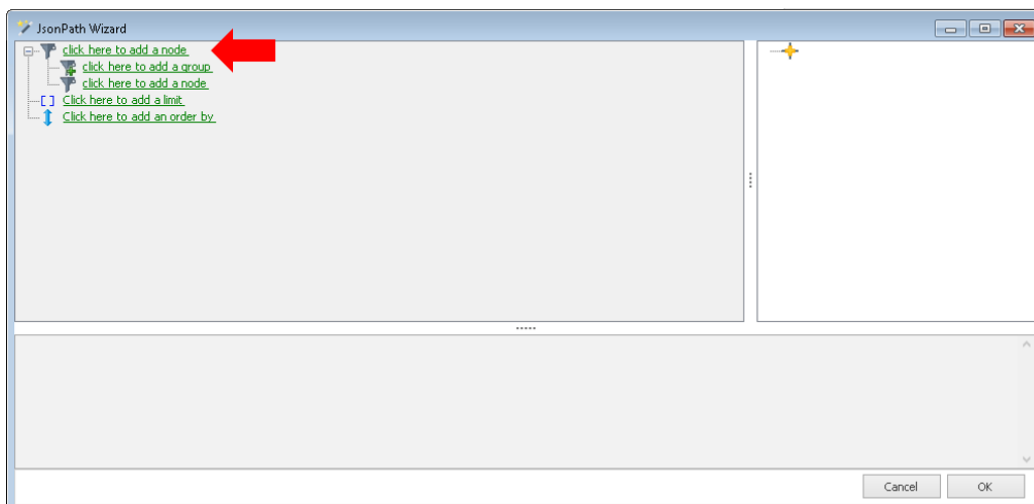 JsonPath Wizard
click here to add a node
click here to add a group
click here to add a node
Click here to add a limit
Click here to add an order by
Cancel
OK